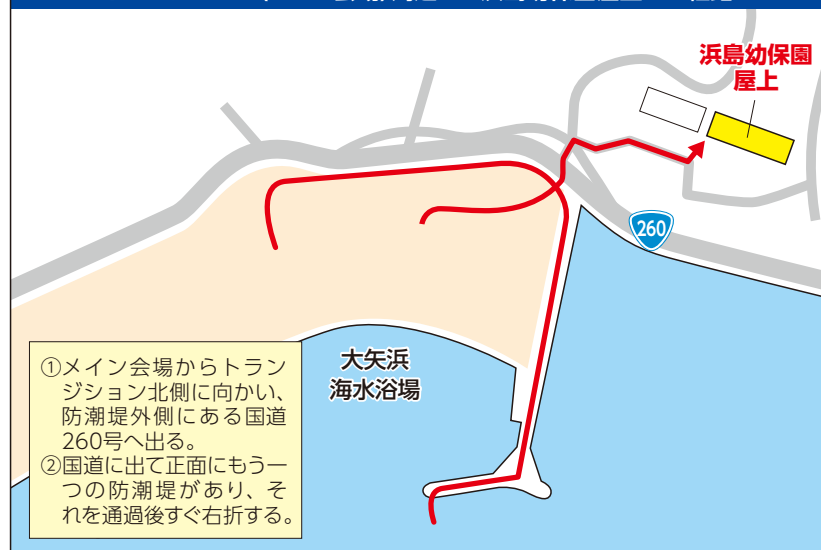 浜島幼保園
屋上
260
大矢浜
海水浴場
①メイン会場からトラン
ジション北側に向かい、
防潮堤外側にある国道
260号へ出る。
②国道に出て正面にもう一
つの防潮堤があり、そ
れを通過後すぐ右折する。